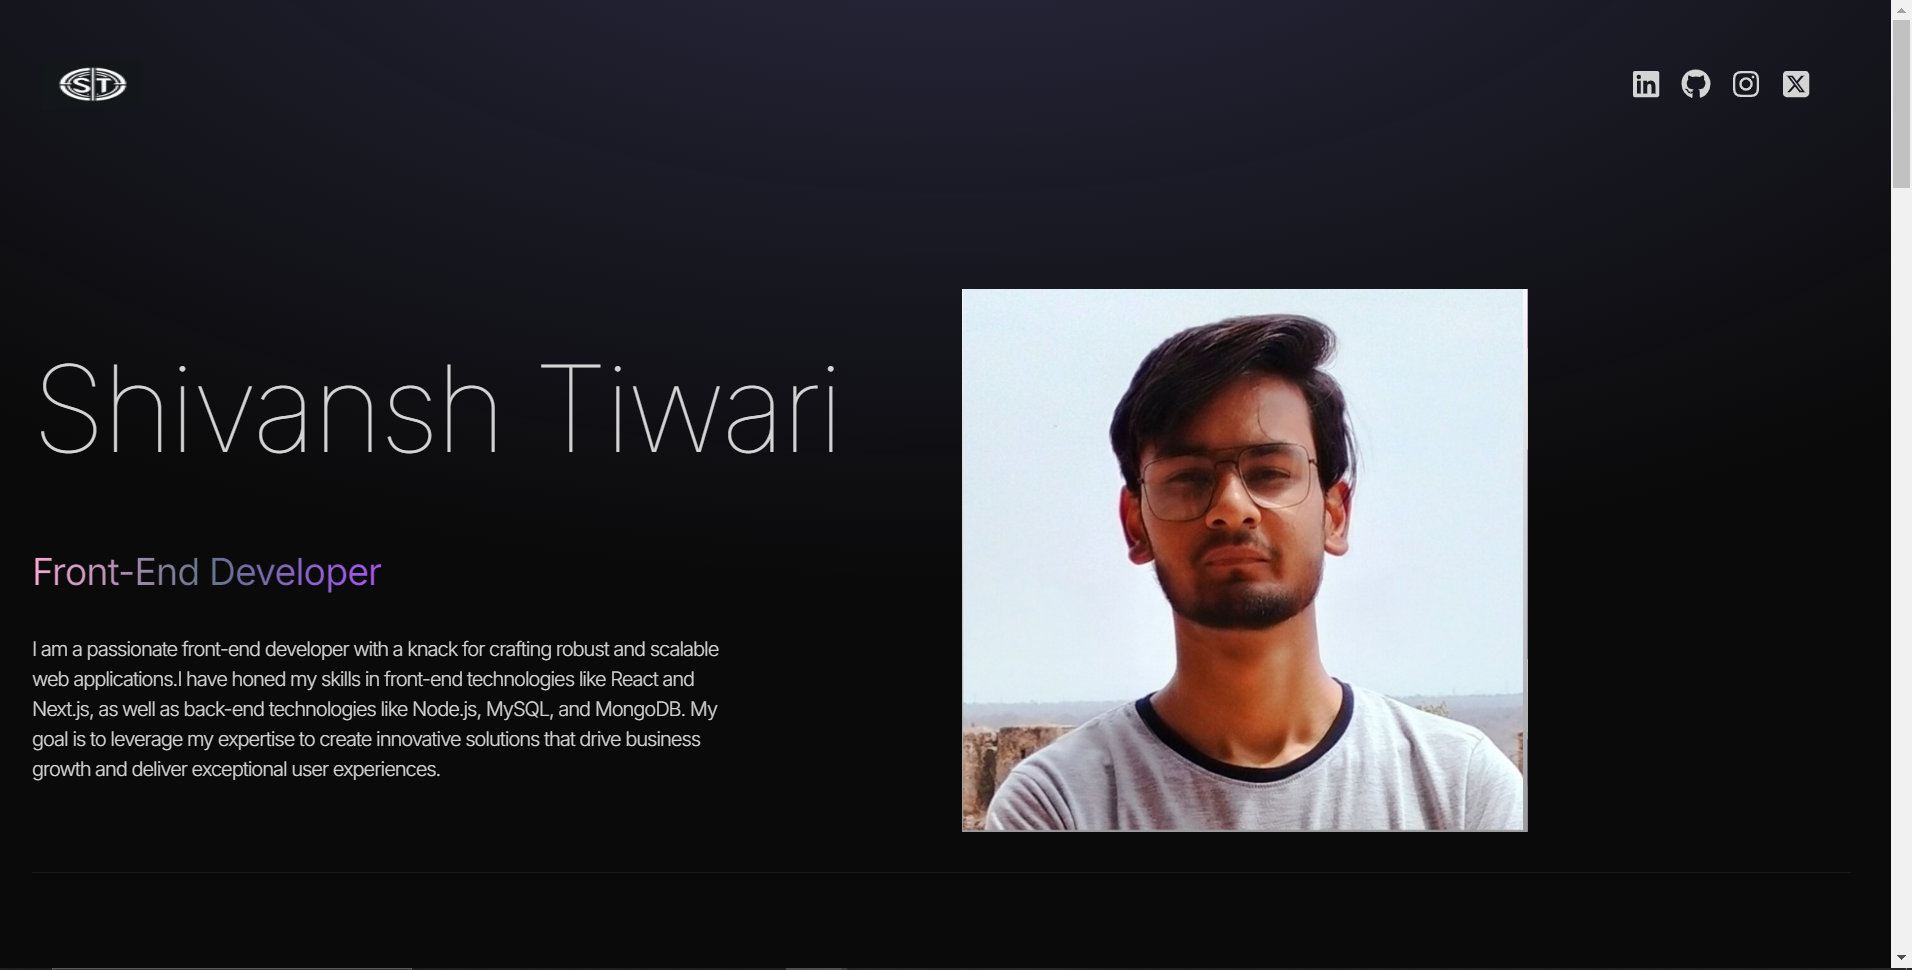 ST
Shivansh Tiwari
Front-End Developer
I am a passionate front-end developer with a knack for crafting robust and scalable
web applications.I have honed my skills in front-end technologies like React and
Next.js, as well as back-end technologies like Node.js, MySQL, and MongoDB. My
goal is to leverage my expertise to create innovative solutions that drive business
growth and deliver exceptional user experiences.